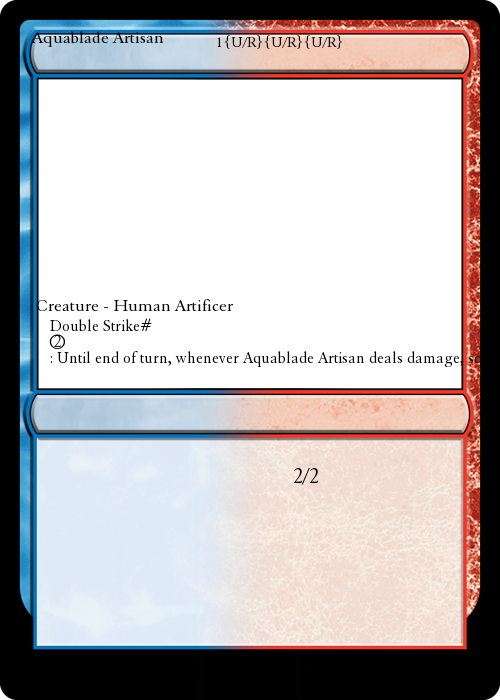 Aquablade Artisan 1{U/R}{U/R}{U/R}
Creature - Human Artificer
Double Strike#
②
: Until end of turn, whenever Aquablade Artisan deals damage,
2/2